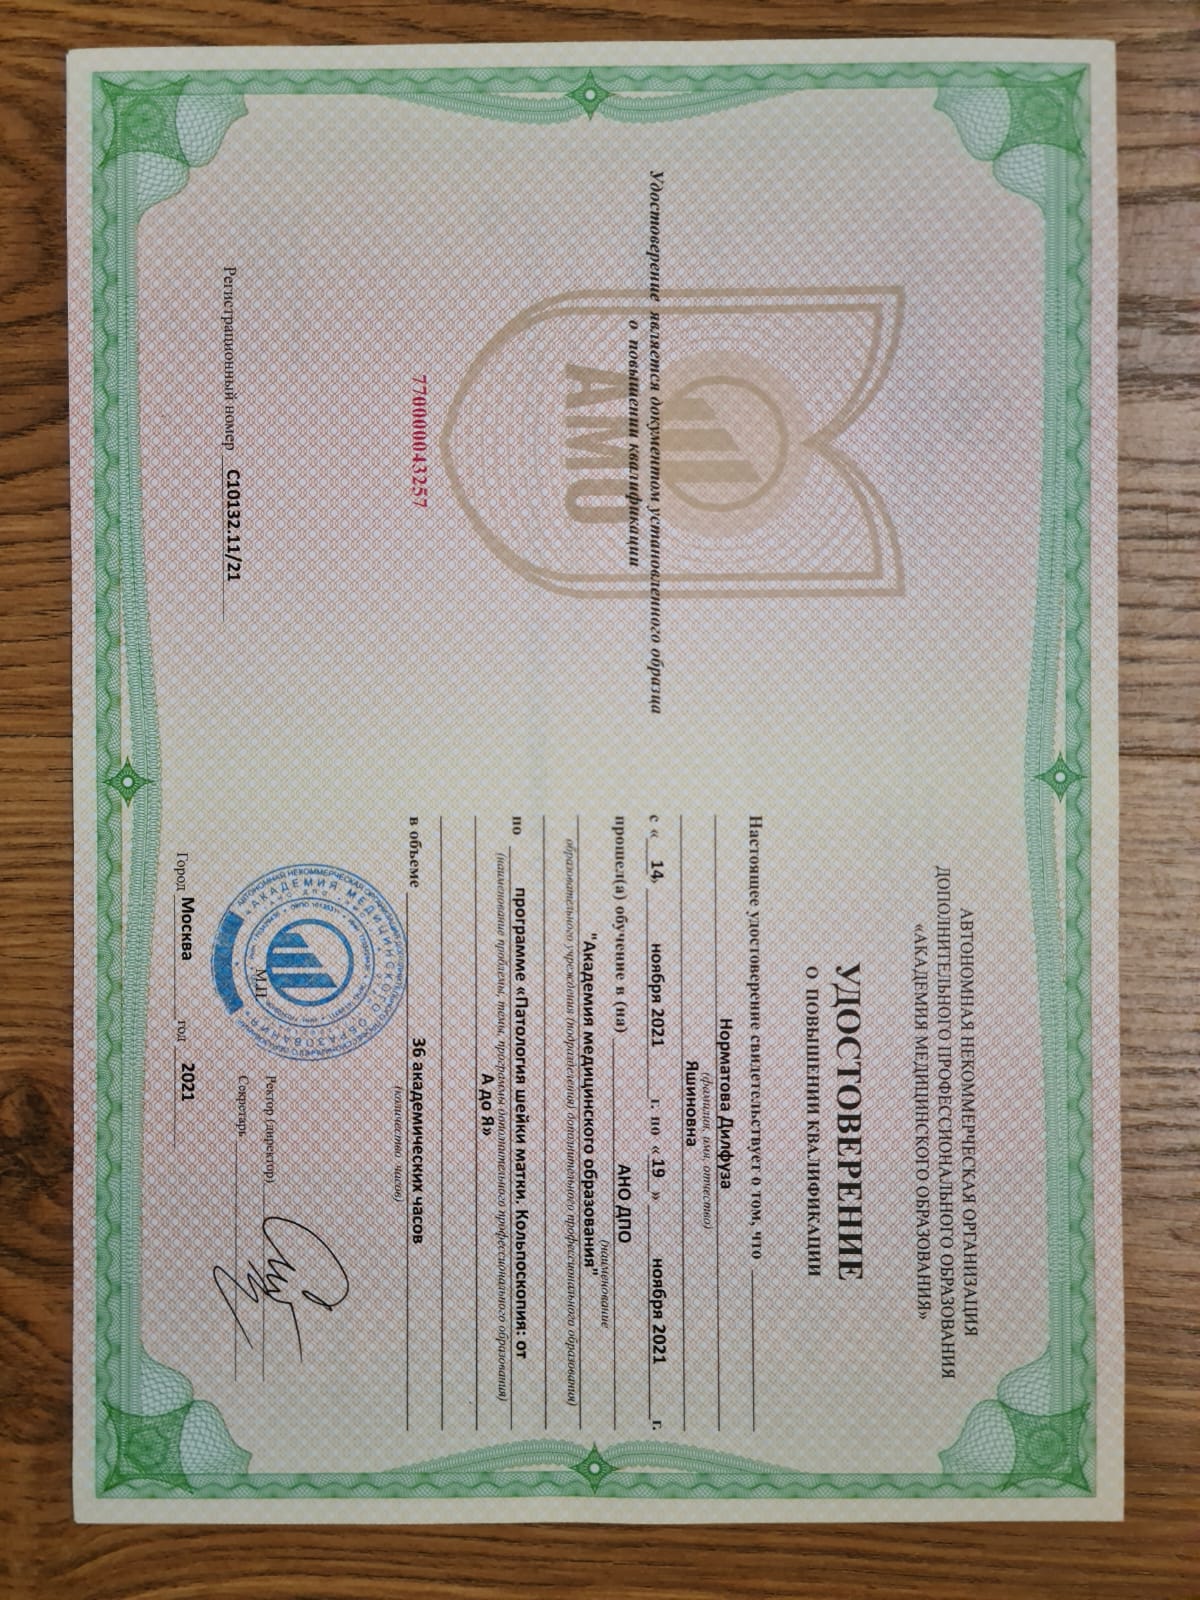 Удостоверение является документом установленного образца
о повышении квалификации
АМО
770000043257
Регистрационный номер С10132.11/21
АВТОНОМНАЯ НЕКОММЕРЧЕСКАЯ ОРГАНИЗАЦИЯ
ДОПОЛНИТЕЛЬНОГО ПРОФЕССИОНАЛЬНОГО ОБРАЗОВАНИЯ
«АКАДЕМИЯ МЕДИЦИНСКОГО ОБРАЗОВАНИЯ»
УДОСТОВЕРЕНИЕ
О ПОВЫШЕНИИ КВАЛИФИКАЦИИ
Настоящее удостоверение свидетельствует о том, что
Норматова Дилфуза
(фамилия, имя, отчество)
Яшиновна
с « 14, ноября 2021 г. по « 19 » ноября 2021 г.
прошел(а) обучение в (на) АНО ДПО
(наименование
"Академия медицинского образования"
образовательного учреждения (подразделения) дополнительного профессионального образования)
по программе «Патология шейки матки. Кольпоскопия: от
(наименование проблемы, темы, программы дополнительного профессионального образования)
А до Я»
в объеме 36 академических часов
(количество часов)
АКАДЕМИЯ МЕДИЦИНСКОГО ОБРАЗОВАНИЯ
М.П.
Ректор (директор)
Секретарь
Город Москва год 2021